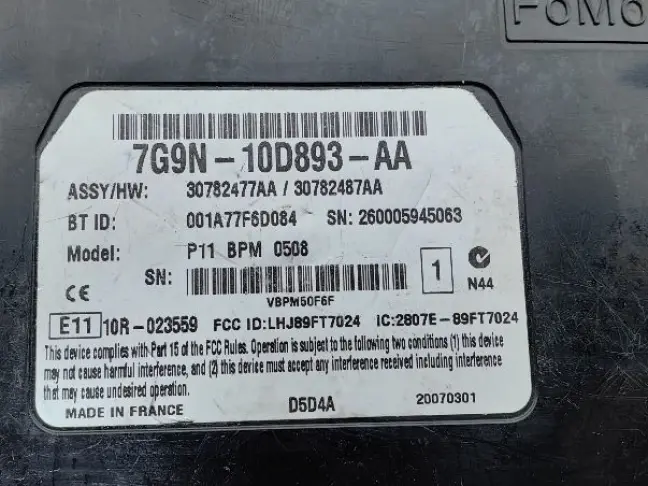 FoMo
7G9N-10D893-AA
ASSY/HW: 30782477AA / 30782487AA
BT ID: 001A77F6D084 SN: 260005945063
Model: P11 BPM 0508
SN:
1
N44
VBPM50F6F
CE
E11 10R-023559 FCC ID:LHJ89FT7024 IC:2807E-89FT7024
This device complies with Part 15 of the FCC Rules. Operation is subject to the following two conditions (1) this device
may not cause harmful interference, and (2) this device must accept any interference received including interference
that may cause undesired operation.
MADE IN FRANCE D5D4A 20070301